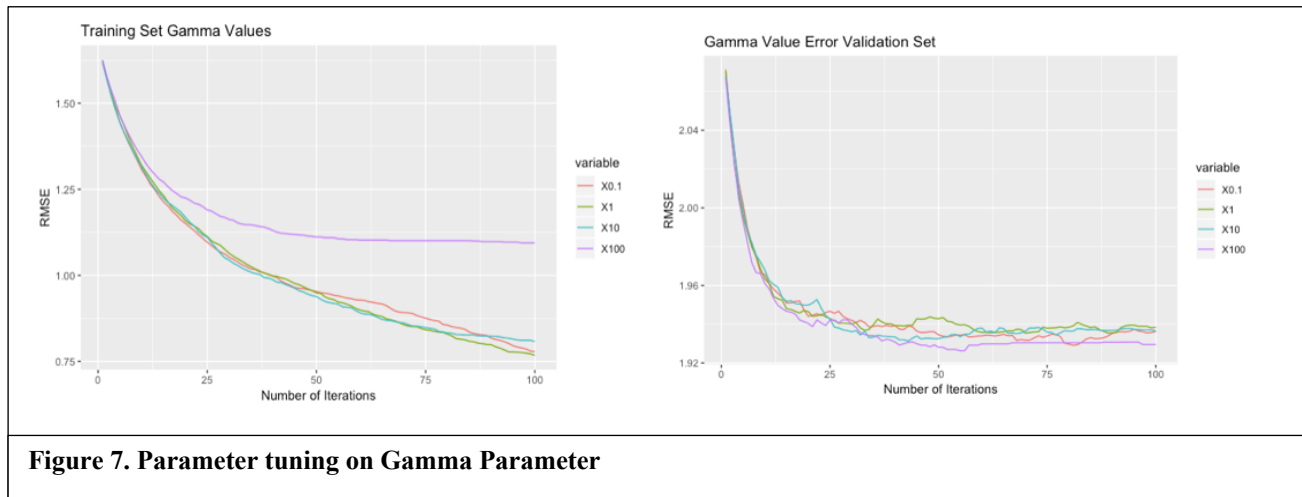 Training Set Gamma Values
1.50
1.25
1.00
0.75
RMSE
0
25
50
75
100
Number of Iterations
variable
X0.1
X1
X10
X100
Gamma Value Error Validation Set
2.04
2.00
1.96
1.92
RMSE
0
25
50
75
100
Number of Iterations
variable
X0.1
X1
X10
X100
Figure 7. Parameter tuning on Gamma Parameter